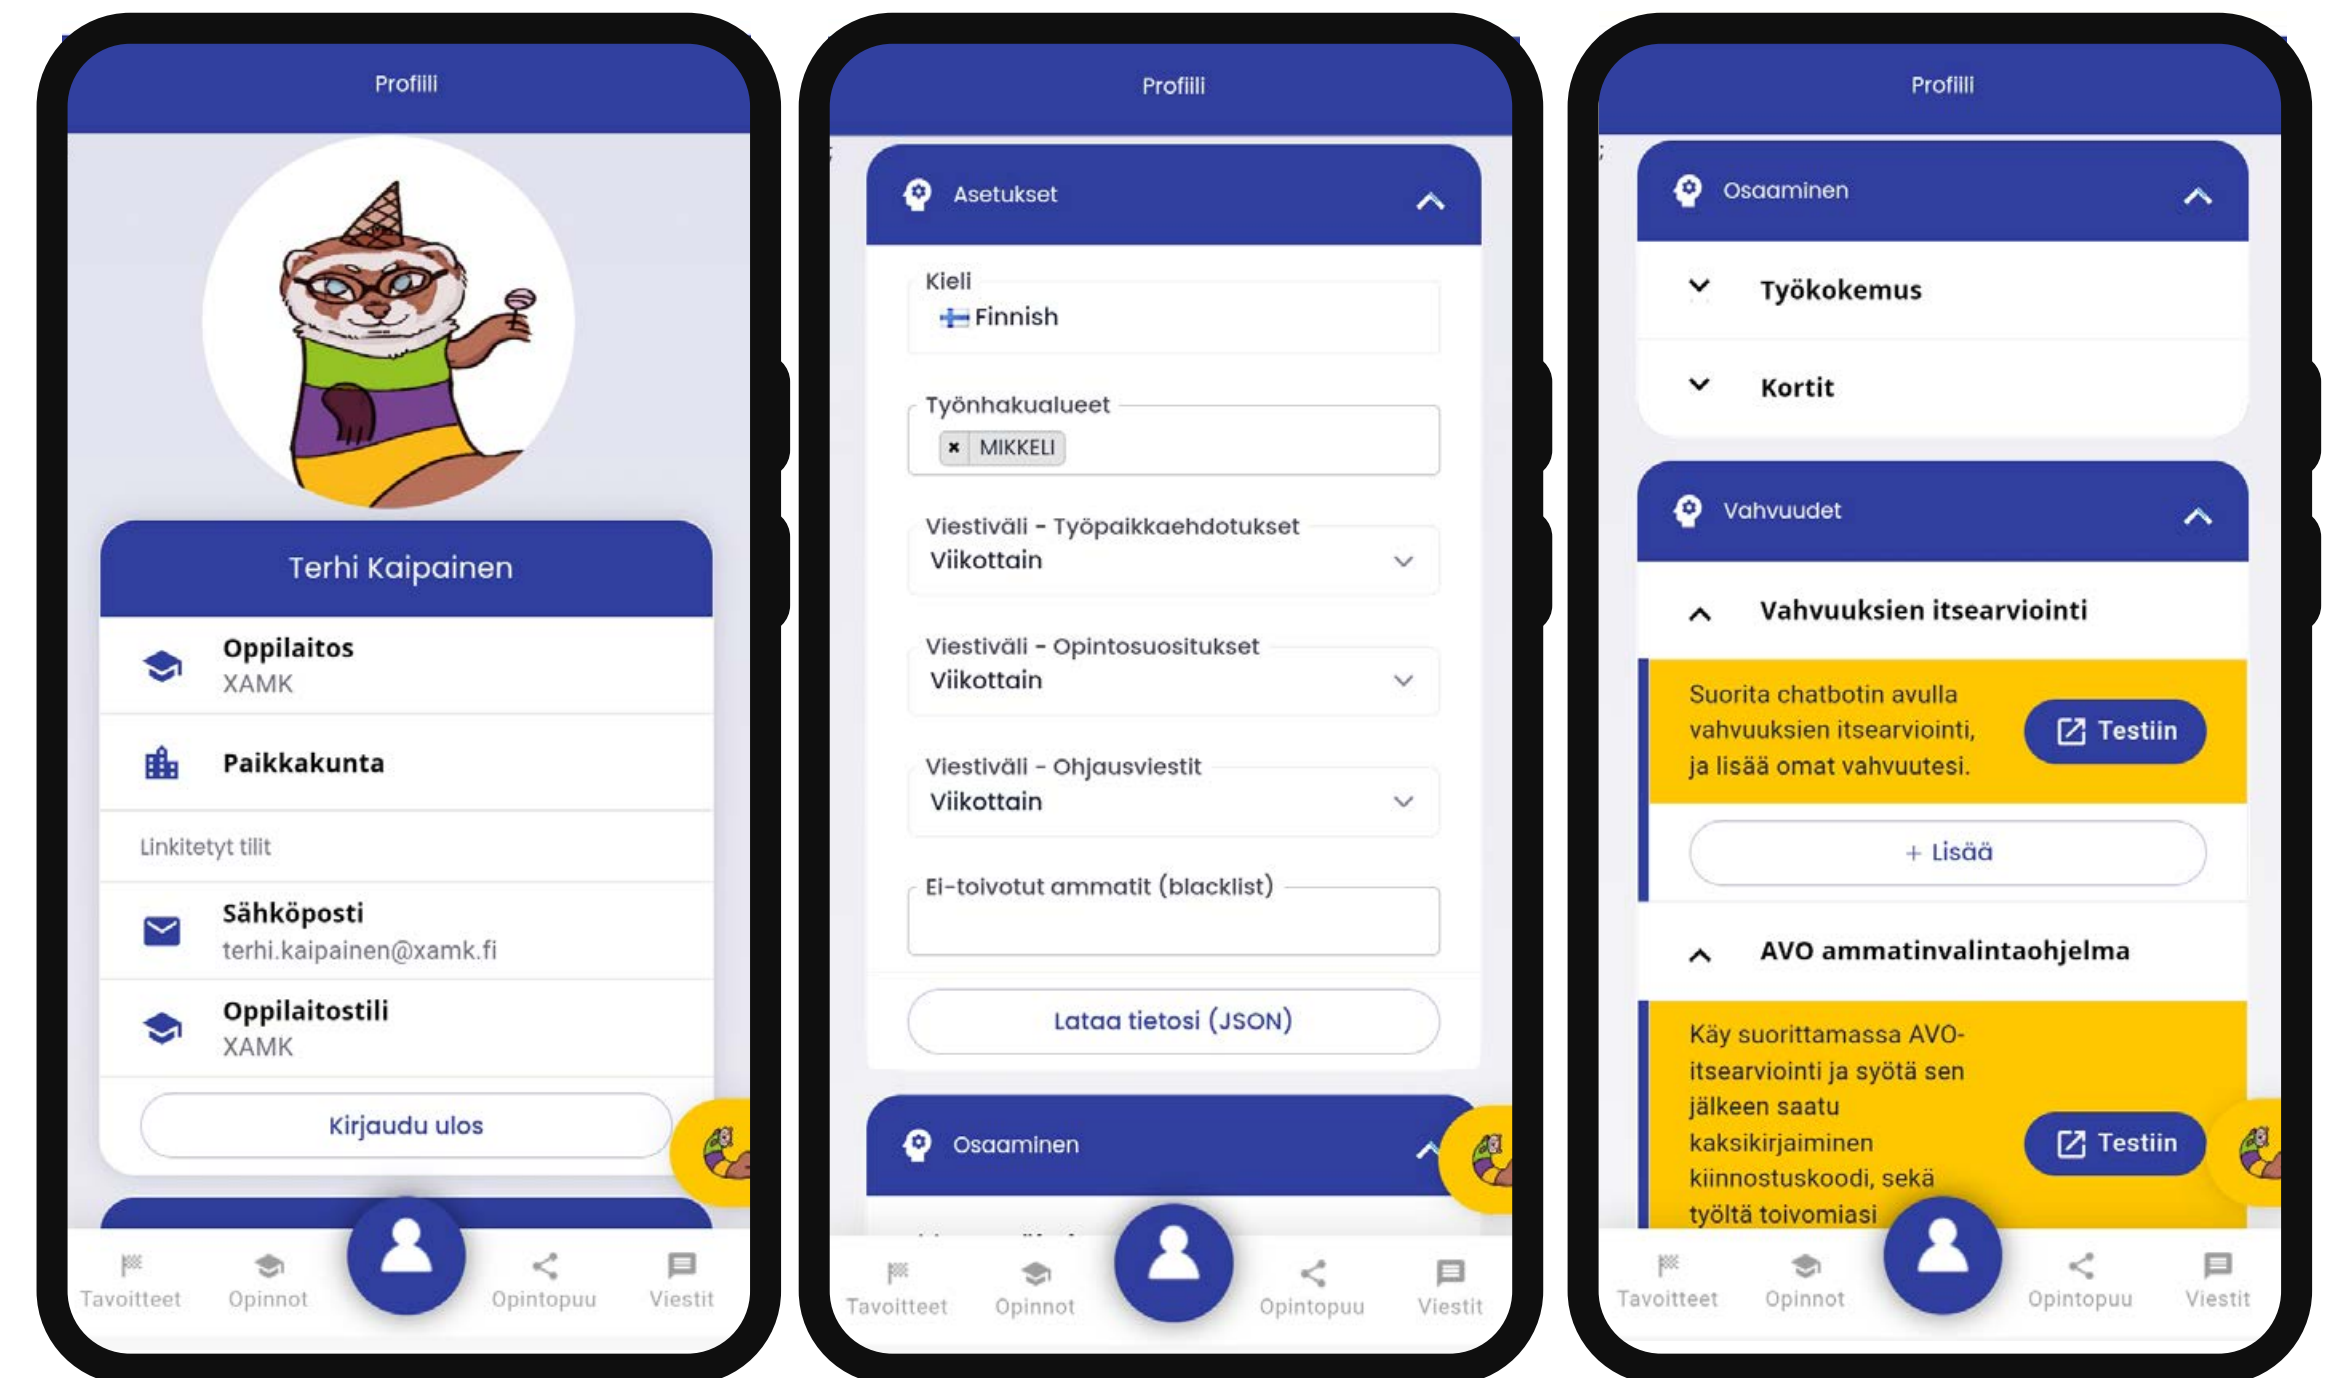 Profiili
Terhi Kaipainen
Oppilaitos
XAMK
Paikkakunta
Linkitetyt tilit
Sähköposti
terhi.kaipainen@xamk.fi
Oppilaitostili
XAMK
Kirjaudu ulos
Tavoitteet
Opinnot
Opintopuu
Viestit
Profiili
;
Asetukset
Kieli
Finnish
Työnhakualueet
× MIKKELI
Viestiväli - Työpaikkaehdotukset
Viikottain
Viestiväli - Opintosuositukset
Viikottain
Viestiväli - Ohjausviestit
Viikottain
Ei-toivotut ammatit (blacklist)
Lataa tietosi (JSON)
Osaaminen
Tavoitteet
Opinnot
Opintopuu
Viestit
Profiili
;
Osaaminen
Työkokemus
Kortit
Vahvuudet
Vahvuuksien itsearviointi
Suorita chatbotin avulla
vahvuuksien itsearviointi,
ja lisää omat vahvuutesi.
Testiin
+ Lisää
AVO ammatinvalintaohjelma
Käy suorittamassa AVO-
itsearviointi ja syötä sen
jälkeen saatu
kaksikirjaiminen
kiinnostuskoodi, sekä
työltä toivomiasi
Testiin
Tavoitteet
Opinnot
Opintopuu
Viestit